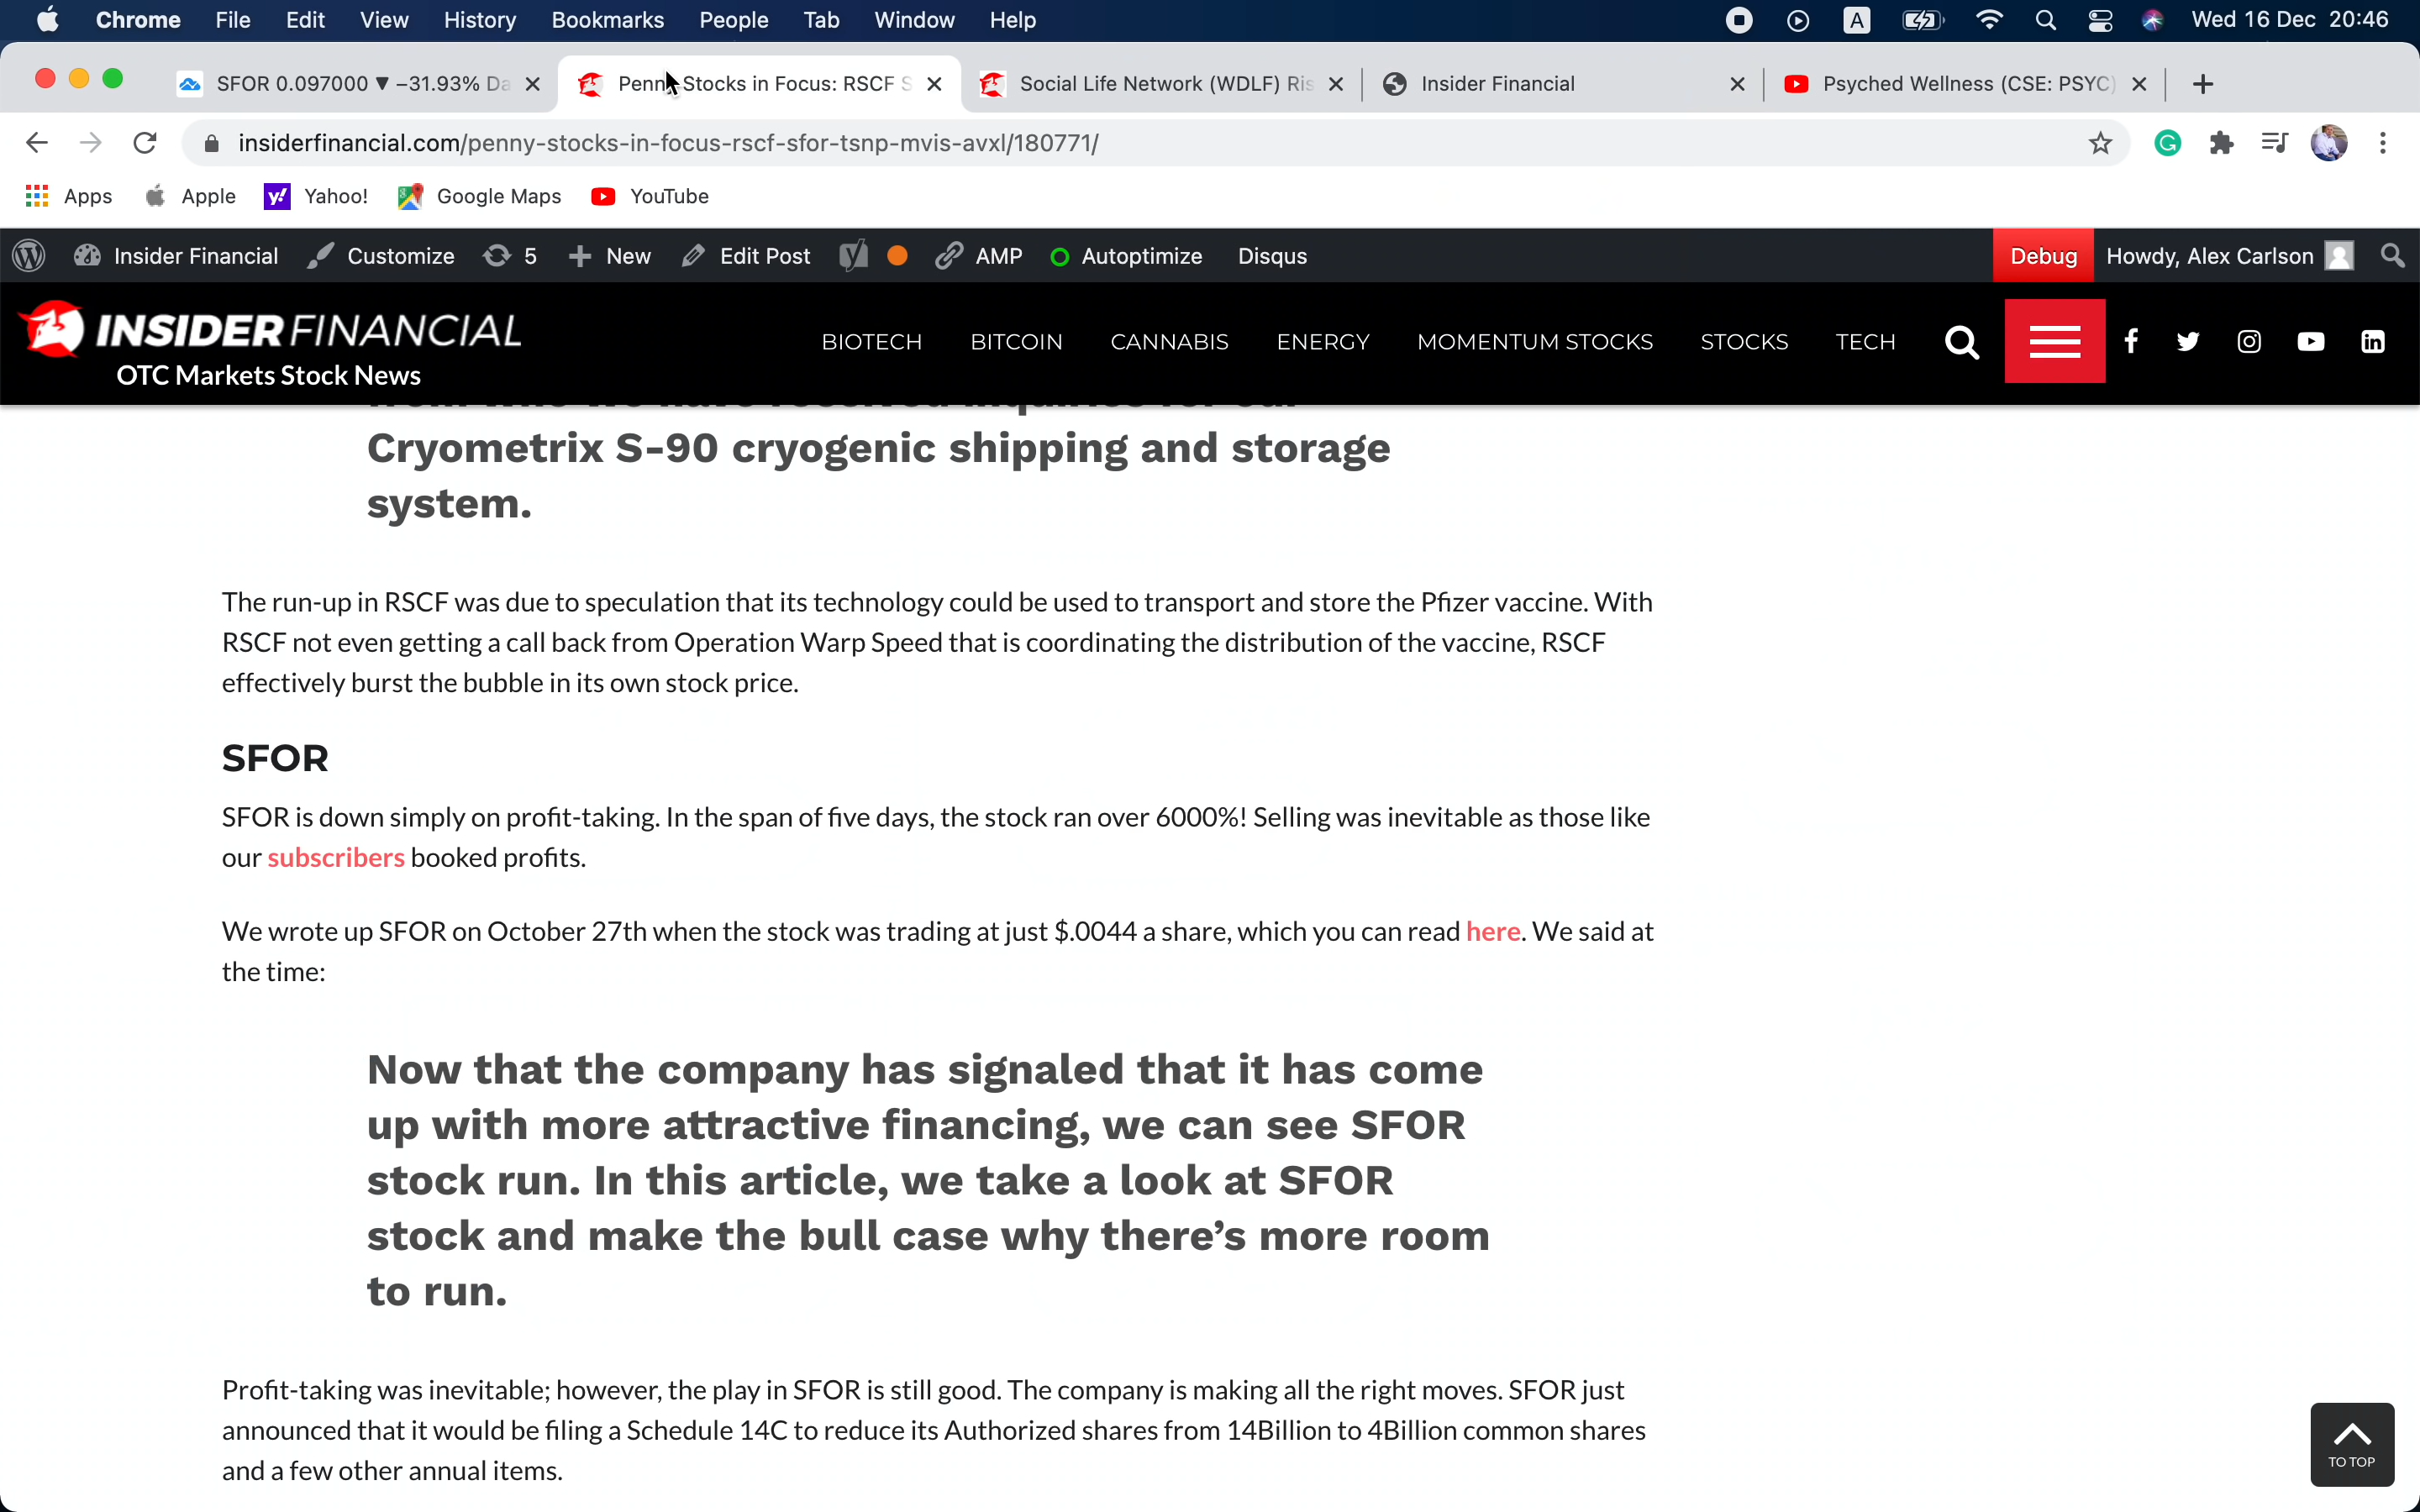 Chrome File Edit View History Bookmarks People Tab Window Help A Wed 16 Dec 20:46
SFOR 0.097000 ▼ −31.93% Da Penny Stocks in Focus: RSCF S Social Life Network (WDLF) Ris Insider Financial Psyched Wellness (CSE: PSYC)
insiderfinancial.com/penny-stocks-in-focus-rscf-sfor-tsnp-mvis-avxl/180771/
Apps Apple Yahoo! Google Maps YouTube
Insider Financial Customize 5 New Edit Post AMP Autoptimize Disqus Debug Howdy, Alex Carlson
INSIDER FINANCIAL
OTC Markets Stock News
BIOTECH BITCOIN CANNABIS ENERGY MOMENTUM STOCKS STOCKS TECH
Cryometrix S-90 cryogenic shipping and storage
system.
The run-up in RSCF was due to speculation that its technology could be used to transport and store the Pfizer vaccine. With
RSCF not even getting a call back from Operation Warp Speed that is coordinating the distribution of the vaccine, RSCF
effectively burst the bubble in its own stock price.
SFOR
SFOR is down simply on profit-taking. In the span of five days, the stock ran over 6000%! Selling was inevitable as those like
our subscribers booked profits.
We wrote up SFOR on October 27th when the stock was trading at just $.0044 a share, which you can read here. We said at
the time:
Now that the company has signaled that it has come
up with more attractive financing, we can see SFOR
stock run. In this article, we take a look at SFOR
stock and make the bull case why there's more room
to run.
Profit-taking was inevitable; however, the play in SFOR is still good. The company is making all the right moves. SFOR just
announced that it would be filing a Schedule 14C to reduce its Authorized shares from 14Billion to 4Billion common shares
and a few other annual items.
TO TOP